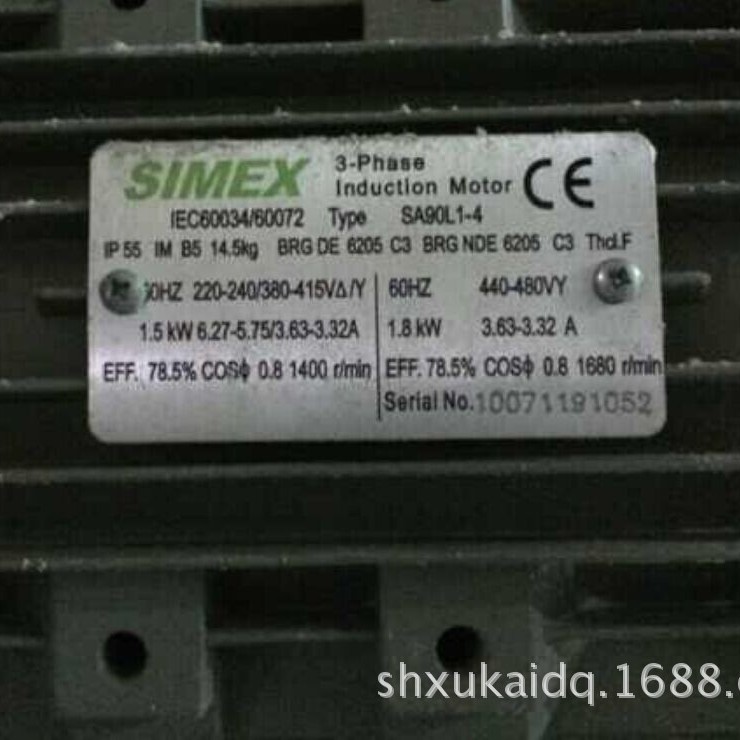 SIMEX
3-Phase
Induction Motor
CE
IEC60034/60072 Type SA90L1-4
IP 55 IM B5 14.5kg BRG DE 6205 C3 BRG NDE 6205 C3 Thcl.F
0HZ 220-240/380-415VΔ/Y
1.5 kW 6.27-5.75/3.63-3.32A
EFF. 78.5% COSϕ 0.8 1400 r/min
60HZ 440-480VY
1.8 kW 3.63-3.32 A
EFF. 78.5% COSϕ 0.8 1680 r/min
Serial No. 10071191052
shxukaidq.1688.c